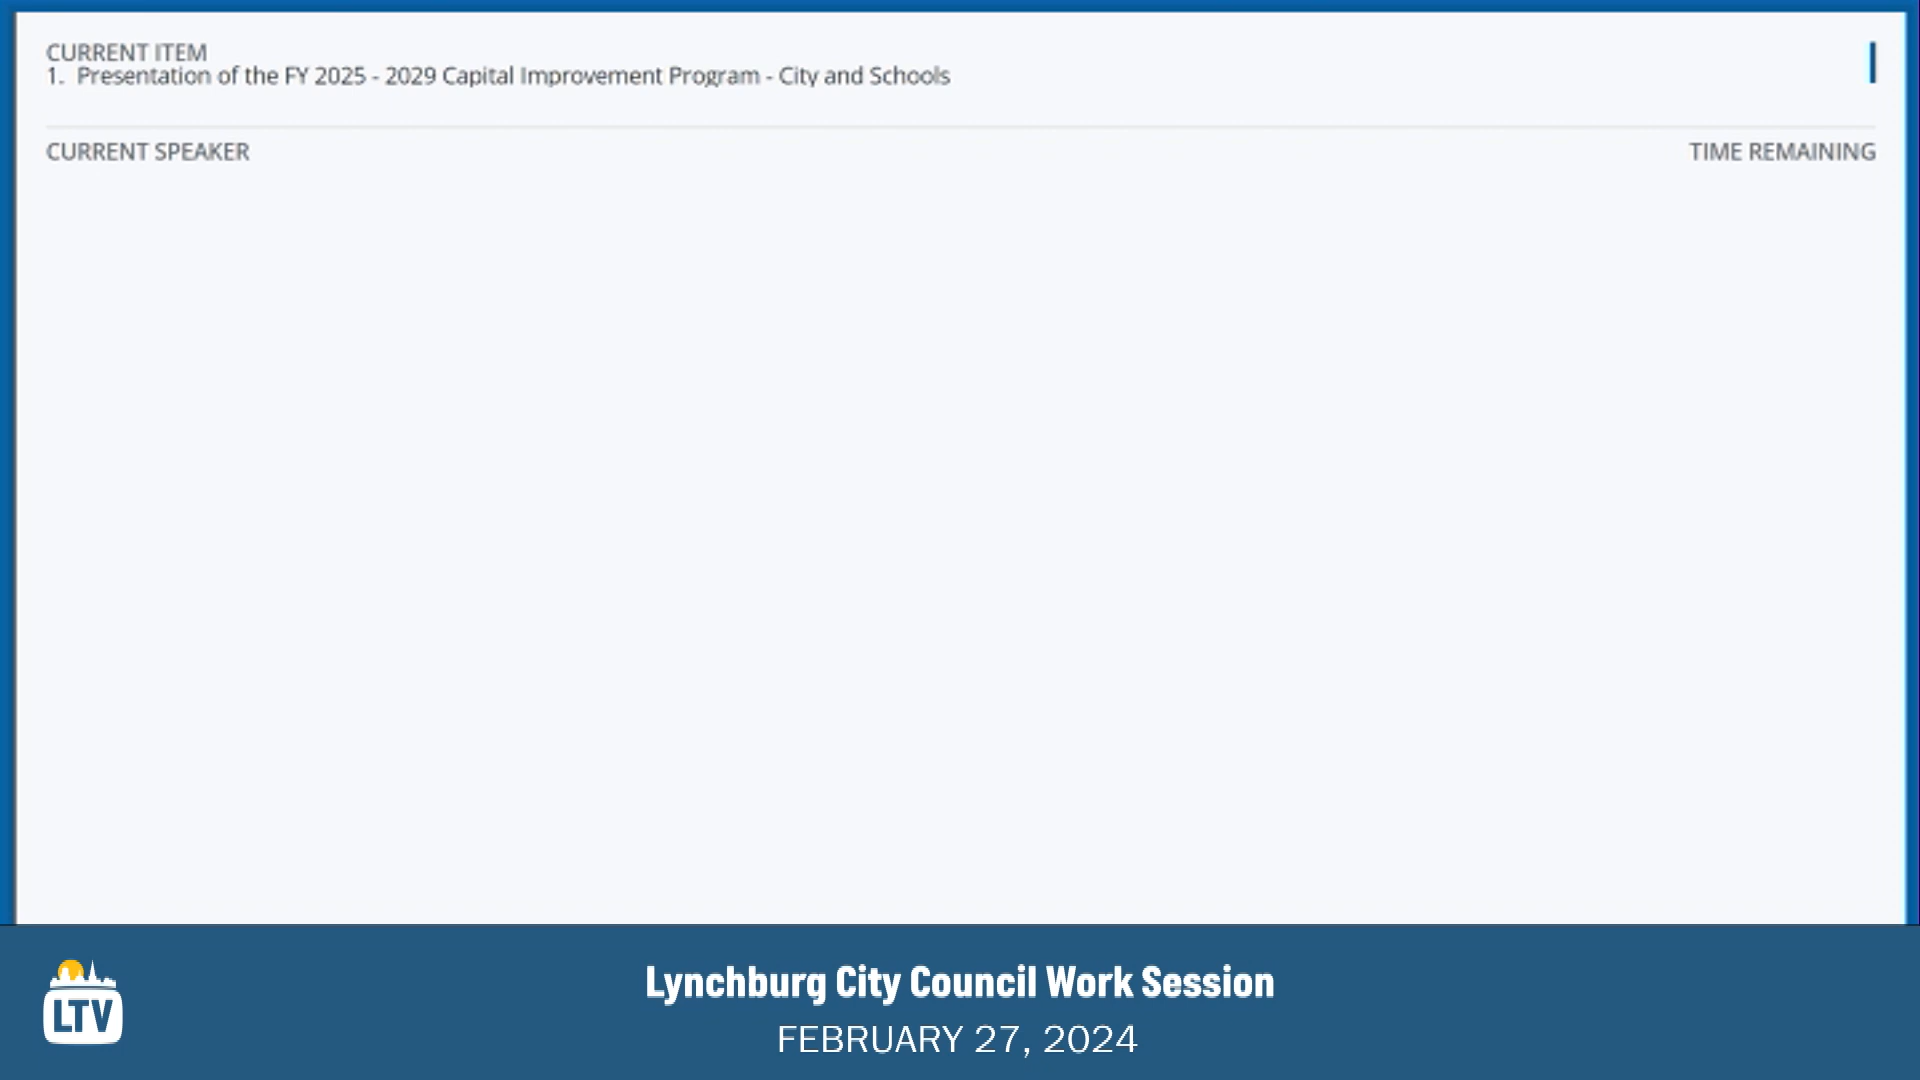 CURRENT ITEM
1. Presentation of the FY 2025 - 2029 Capital Improvement Program - City and Schools
CURRENT SPEAKER
TIME REMAINING
LTV
Lynchburg City Council Work Session
FEBRUARY 27, 2024